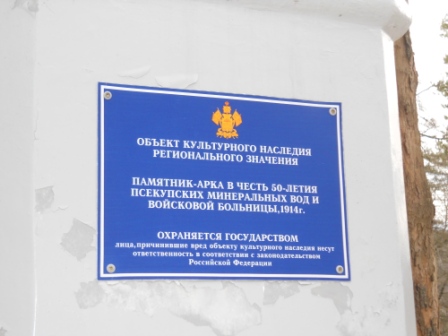 ОБЪЕКТ КУЛЬТУРНОГО НАСЛЕДИЯ
РЕГИОНАЛЬНОГО ЗНАЧЕНИЯ
ПАМЯТНИК-АРКА В ЧЕСТЬ 50-ЛЕТИЯ
ПСЕКУПСКИХ МИНЕРАЛЬНЫХ ВОД И
ВОЙСКОВОЙ БОЛЬНИЦЫ,1914г.
ОХРАНЯЕТСЯ ГОСУДАРСТВОМ
лица,причинившие вред объекту культурного наследия несут
ответственность в соответствии с законодательством
Российской Федерации